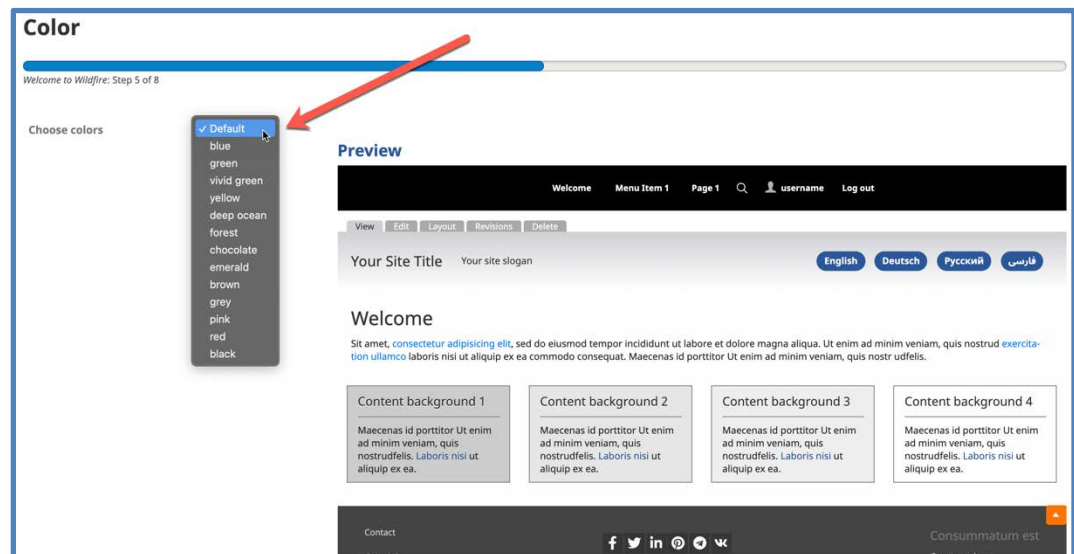 Color
Welcome to Wildfire: Step 5 of 8
Choose colors
✓ Default
blue
green
vivid green
yellow
deep ocean
forest
chocolate
emerald
brown
grey
pink
red
black
Preview
Welcome Menu Item 1 Page 1 username Log out
View Edit Layout Revisions Delete
Your Site Title Your site slogan English Deutsch Русский فارسی
Welcome
Sit amet, consectetur adipisicing elit, sed do eiusmod tempor incididunt ut labore et dolore magna aliqua. Ut enim ad minim veniam, quis nostrud exercita-
tion ullamco laboris nisi ut aliquip ex ea commodo consequat. Maecenas id porttitor Ut enim ad minim veniam, quis nostr udfelis.
Content background 1
Maecenas id porttitor Ut enim
ad minim veniam, quis
nostrudfelis. Laboris nisi ut
aliquip ex ea.
Content background 2
Maecenas id porttitor Ut enim
ad minim veniam, quis
nostrudfelis. Laboris nisi ut
aliquip ex ea.
Content background 3
Maecenas id porttitor Ut enim
ad minim veniam, quis
nostrudfelis. Laboris nisi ut
aliquip ex ea.
Content background 4
Maecenas id porttitor Ut enim
ad minim veniam, quis
nostrudfelis. Laboris nisi ut
aliquip ex ea.
Contact
Consummatum est